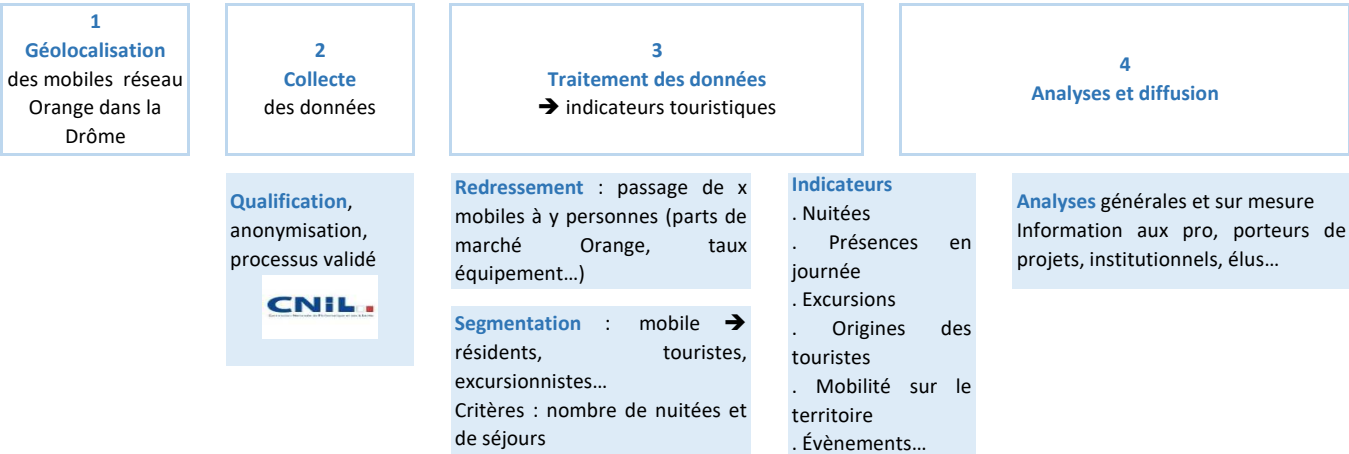 1
Géolocalisation
des mobiles réseau
Orange dans la
Drôme
2
Collecte
des données
3
Traitement des données
➔ indicateurs touristiques
4
Analyses et diffusion
Qualification,
anonymisation,
processus validé
CNIL
Redressement : passage de x
mobiles à y personnes (parts de
marché Orange, taux
équipement…)
Segmentation : mobile ➔
résidents, touristes,
excursionnistes…
Critères : nombre de nuitées et
de séjours
Indicateurs
. Nuitées
. Présences en
journée
. Excursions
. Origines des
touristes
. Mobilité sur le
territoire
. Évènements…
Analyses générales et sur mesure
Information aux pro, porteurs de
projets, institutionnels, élus…